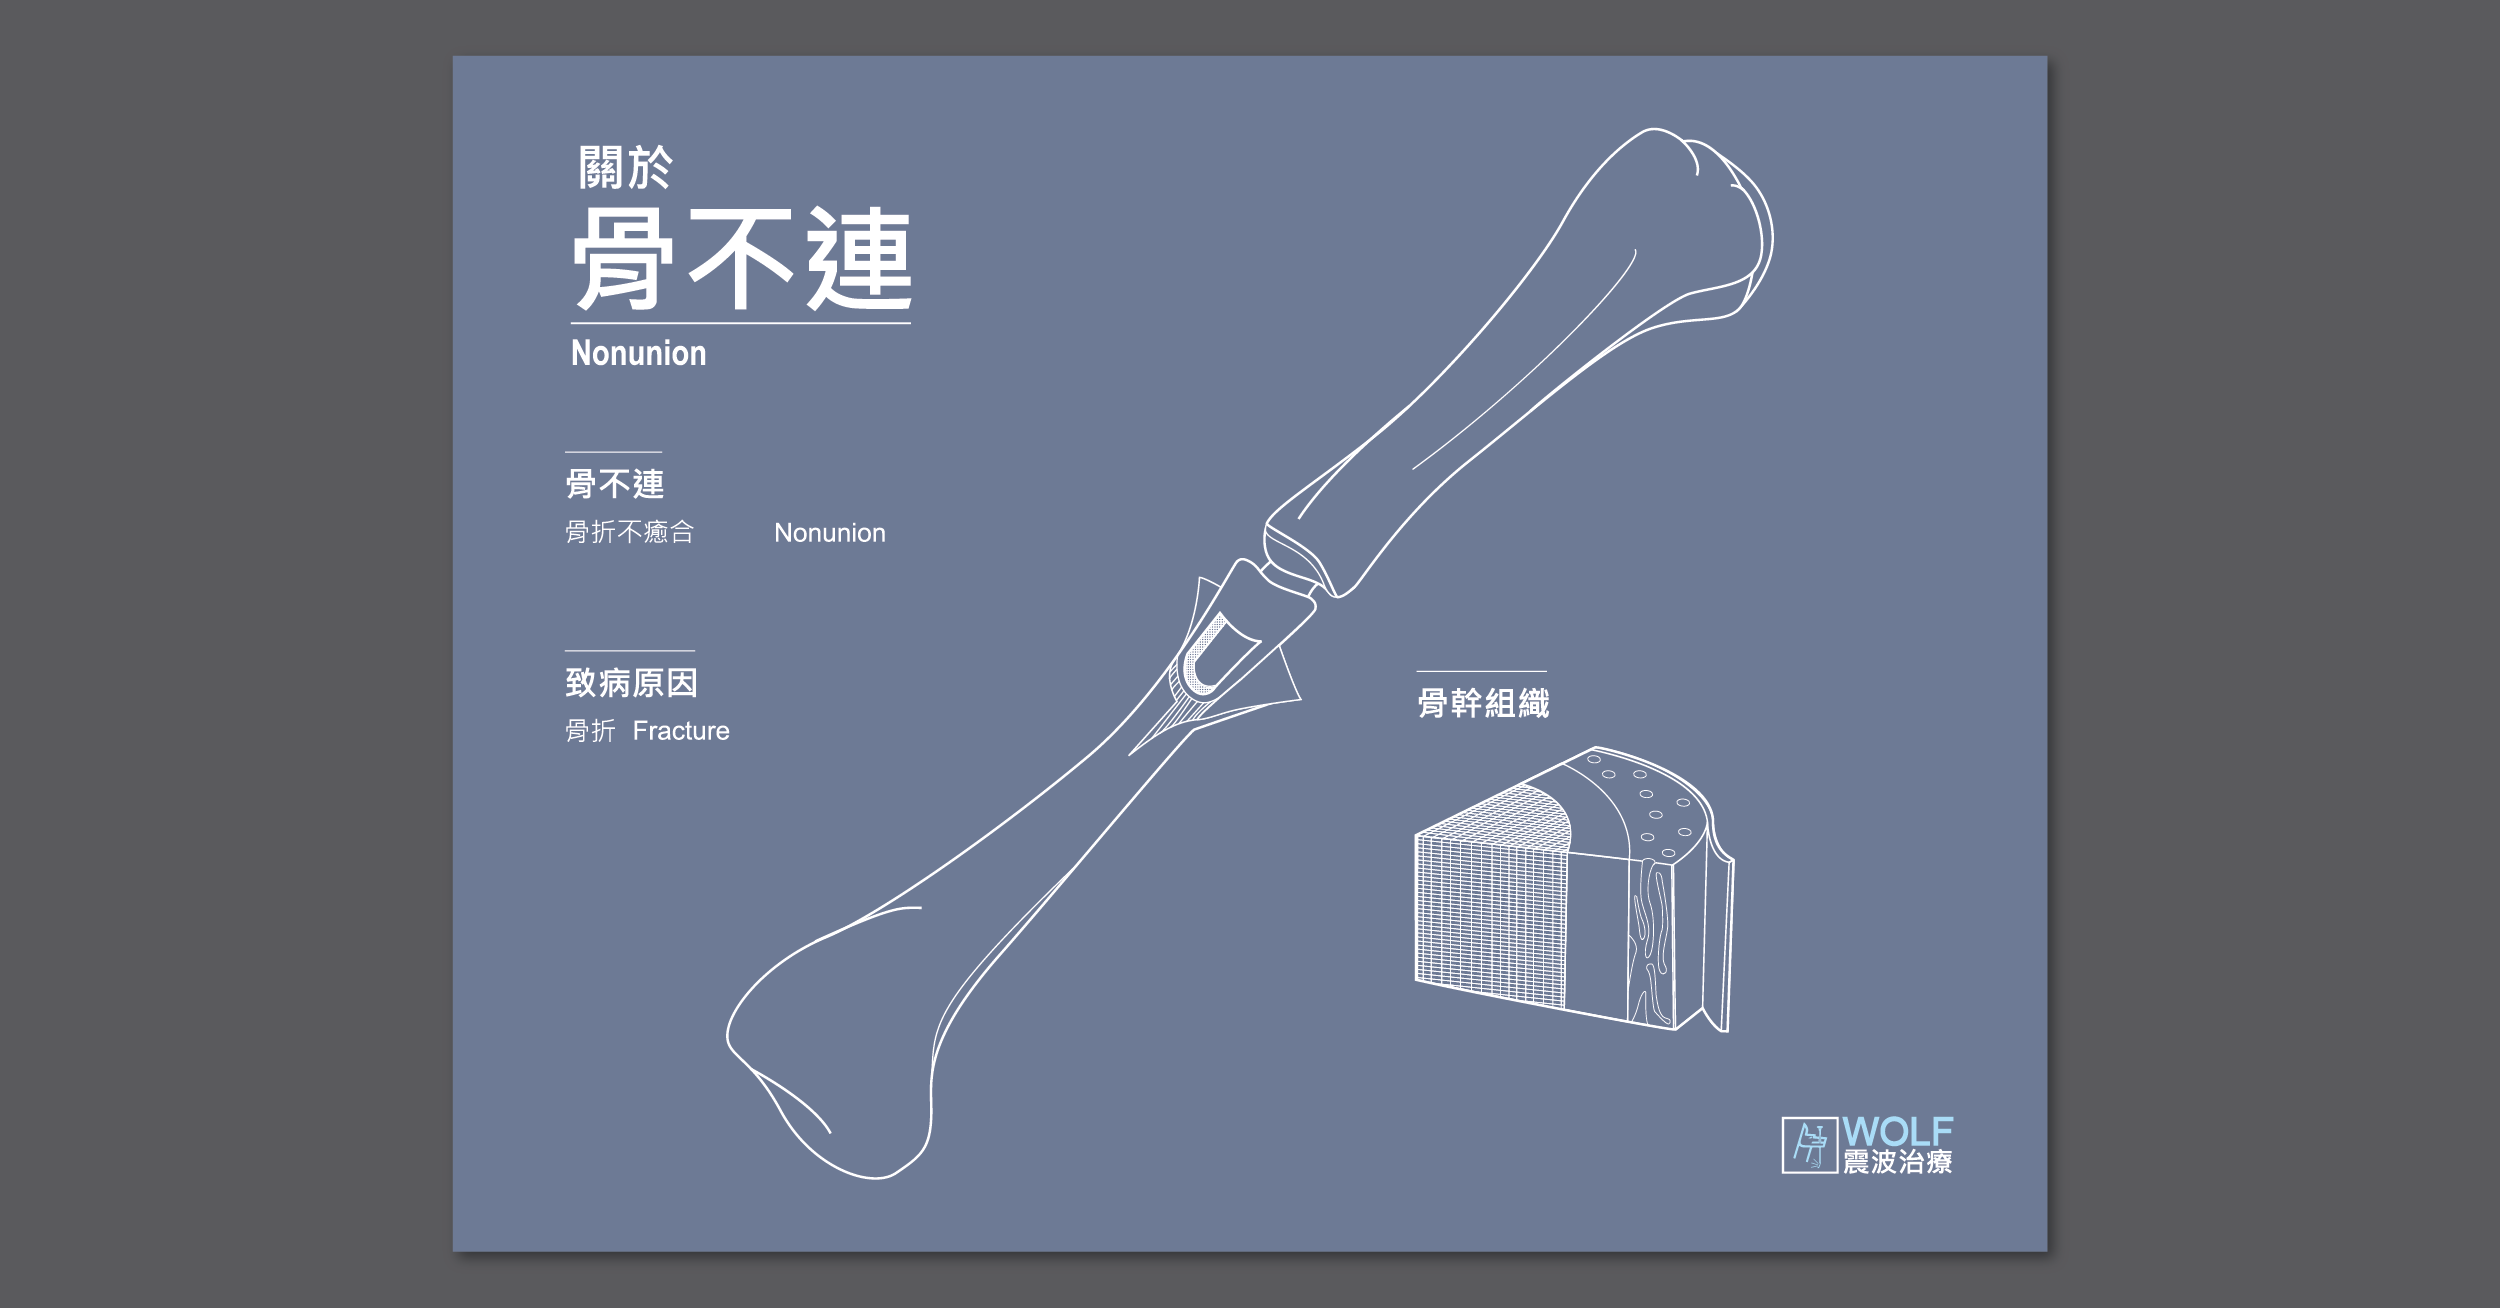 關於
骨不連
Nonunion
骨不連
骨折不癒合 Nonunion
致病原因
骨折 Fracture
骨幹組織
WOLF
震波治療